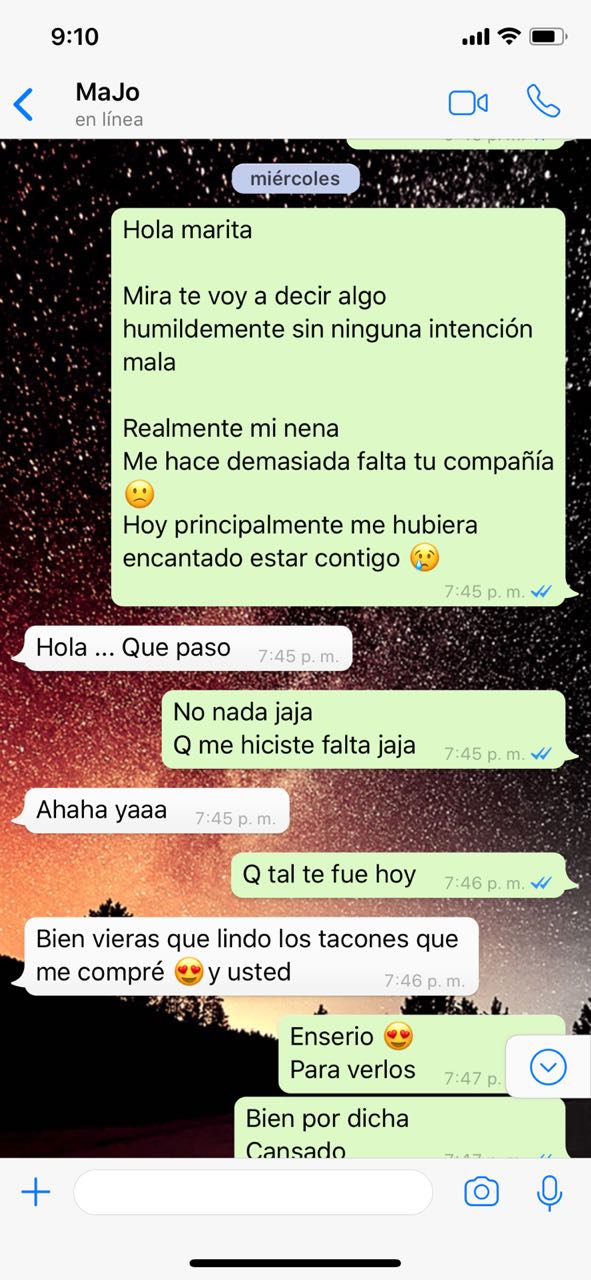 9:10
MaJo
en línea
miércoles
Hola marita
Mira te voy a decir algo
humildemente sin ninguna intención
mala
Realmente mi nena
Me hace demasiada falta tu compañía
🙁
Hoy principalmente me hubiera
encantado estar contigo 😢
7:45 p. m.
Hola ... Que paso
7:45 p. m.
No nada jaja
Q me hiciste falta jaja
7:45 p. m.
Ahaha yaaa
7:45 p. m.
Q tal te fue hoy
7:46 p. m.
Bien vieras que lindo los tacones que
me compré 😍 y usted
7:46 p. m.
Enserio 😍
Para verlos
7:47 p.
Bien por dicha
Cansado